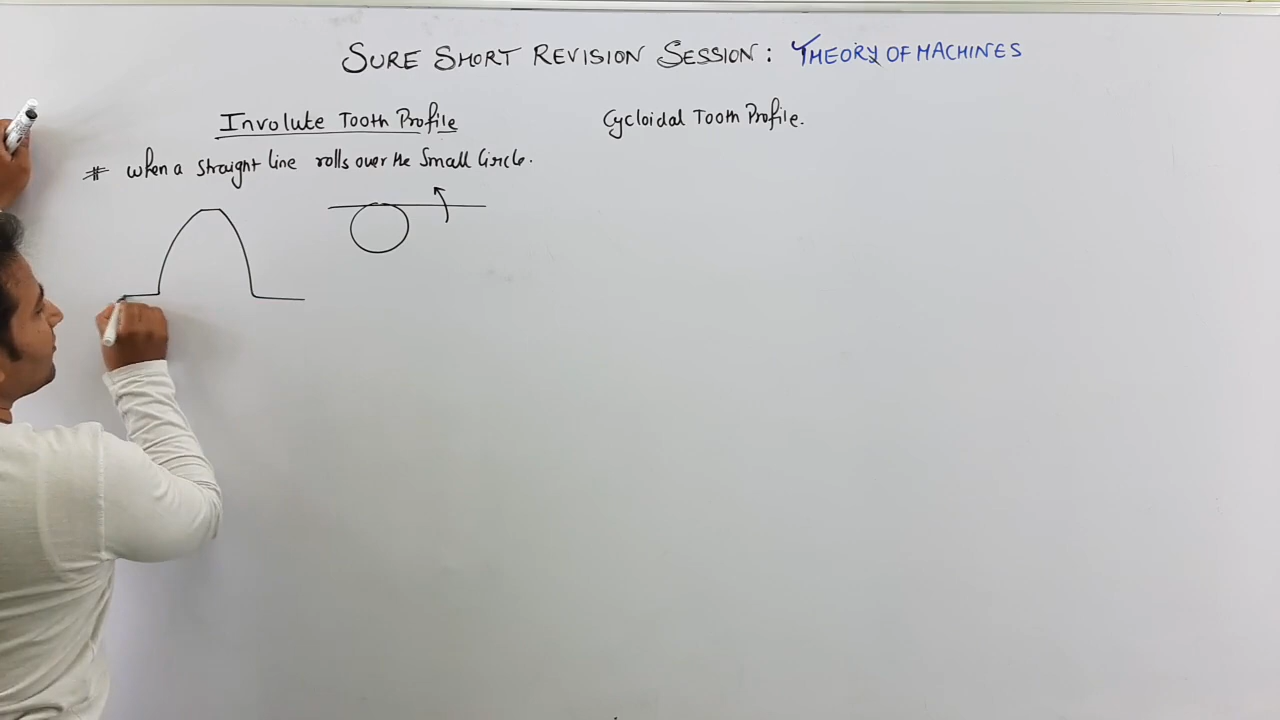 SURE SHORT REVISION SESSION: THEORY OF MACHINES
Involute Tooth Profile
Cycloidal Tooth Profile.
# when a straight line rolls over the Small Circle.